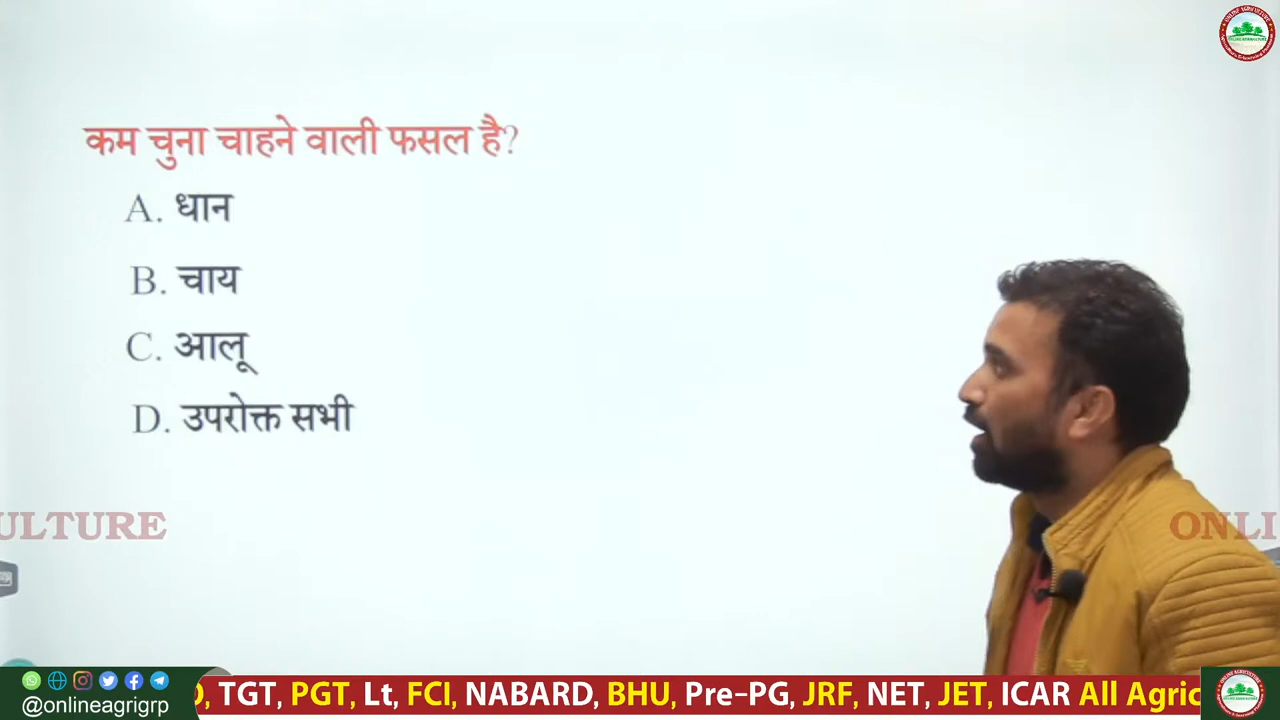 कम चुना चाहने वाली फसल है?
A. धान
B. चाय
C. आलू
D. उपरोक्त सभी
ULTURE
ONLI
@onlineagrigrp
TGT, PGT, Lt, FCI, NABARD, BHU, Pre-PG, JRF, NET, JET, ICAR All Agric